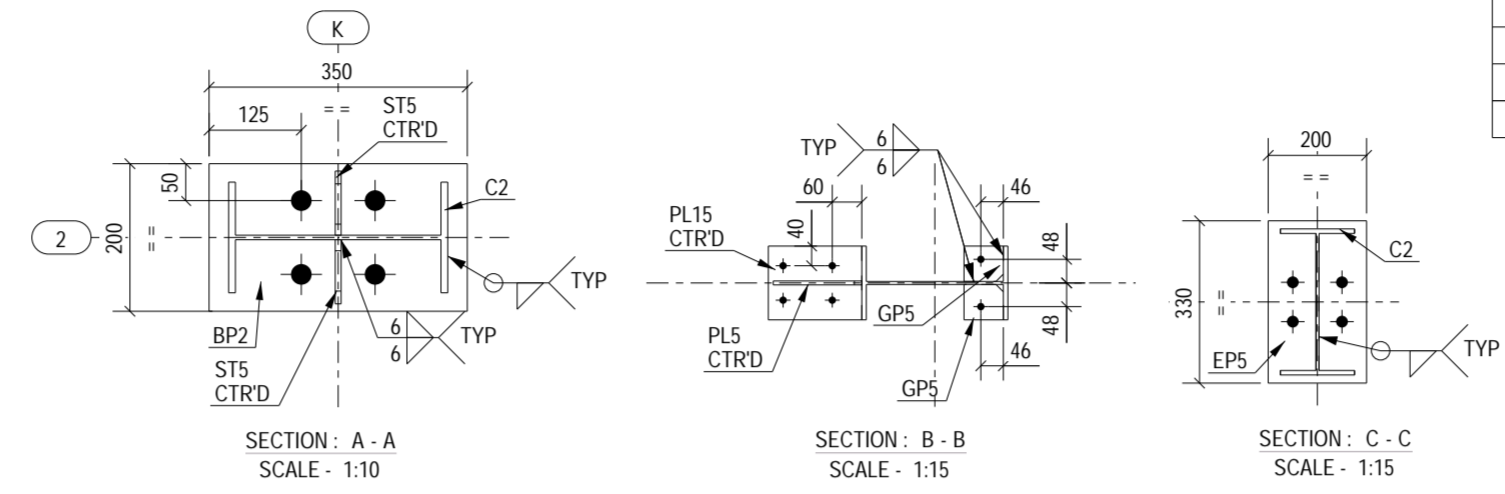 K
350
125
= =
ST5
CTR'D
50
200
=
2
C2
TYP
BP2
6
6
TYP
ST5
CTR'D
SECTION : A - A
SCALE - 1:10
TYP
6
6
60
46
PL15
CTR'D
40
48
GP5
PL5
CTR'D
48
46
GP5
SECTION : B - B
SCALE - 1:15
200
= =
C2
330
=
EP5
TYP
SECTION : C - C
SCALE - 1:15